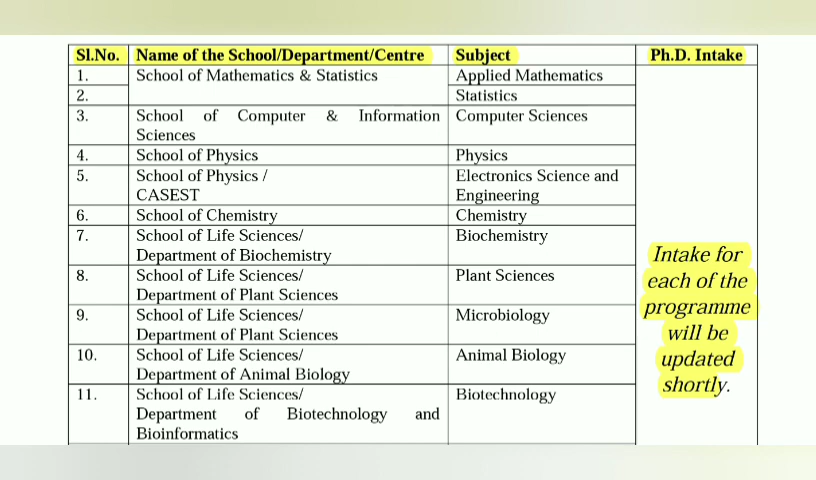 Sl.No. Name of the School/Department/Centre Subject Ph.D. Intake
1. School of Mathematics & Statistics Applied Mathematics
2. Statistics
3. School of Computer & Information Computer Sciences
Sciences
4. School of Physics Physics
5. School of Physics / Electronics Science and
CASEST Engineering
6. School of Chemistry Chemistry
7. School of Life Sciences/ Biochemistry
Department of Biochemistry
8. School of Life Sciences/ Plant Sciences
Department of Plant Sciences
9. School of Life Sciences/ Microbiology
Department of Plant Sciences
10. School of Life Sciences/ Animal Biology
Department of Animal Biology
11. School of Life Sciences/ Biotechnology
Department of Biotechnology and
Bioinformatics
Intake for
each of the
programme
will be
updated
shortly.